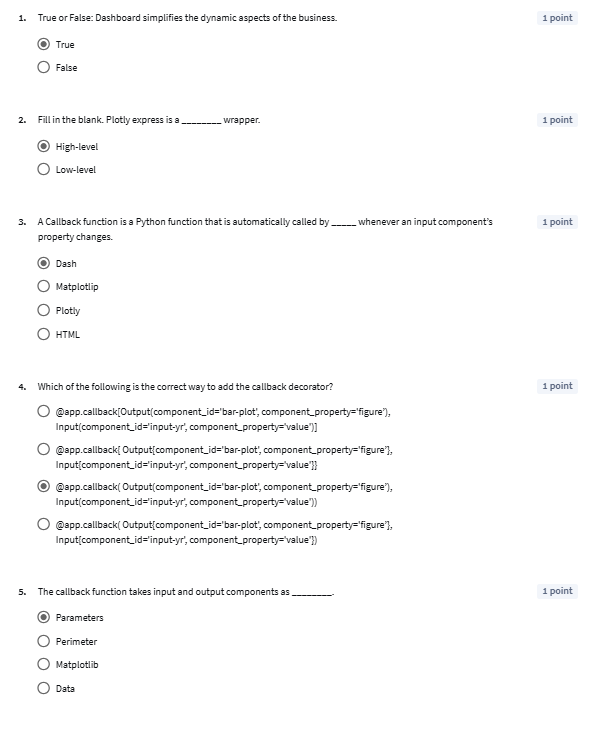 1. True or False: Dashboard simplifies the dynamic aspects of the business. 1 point
True
False
2. Fill in the blank. Plotly express is a ________ wrapper. 1 point
High-level
Low-level
3. A Callback function is a Python function that is automatically called by _____ whenever an input component's 1 point
property changes.
Dash
Matplotlip
Plotly
HTML
4. Which of the following is the correct way to add the callback decorator? 1 point
@app.callback[Output(component_id='bar-plot', component_property='figure'),
Input(component_id='input-yr', component_property='value')]
@app.callback{ Output{component_id='bar-plot', component_property='figure'},
Input{component_id='input-yr', component_property='value'}}
@app.callback( Output(component_id='bar-plot', component_property='figure'),
Input(component_id='input-yr', component_property='value'))
@app.callback( Output{component_id='bar-plot', component_property='figure'},
Input{component_id='input-yr', component_property='value'})
5. The callback function takes input and output components as ________. 1 point
Parameters
Perimeter
Matplotlib
Data